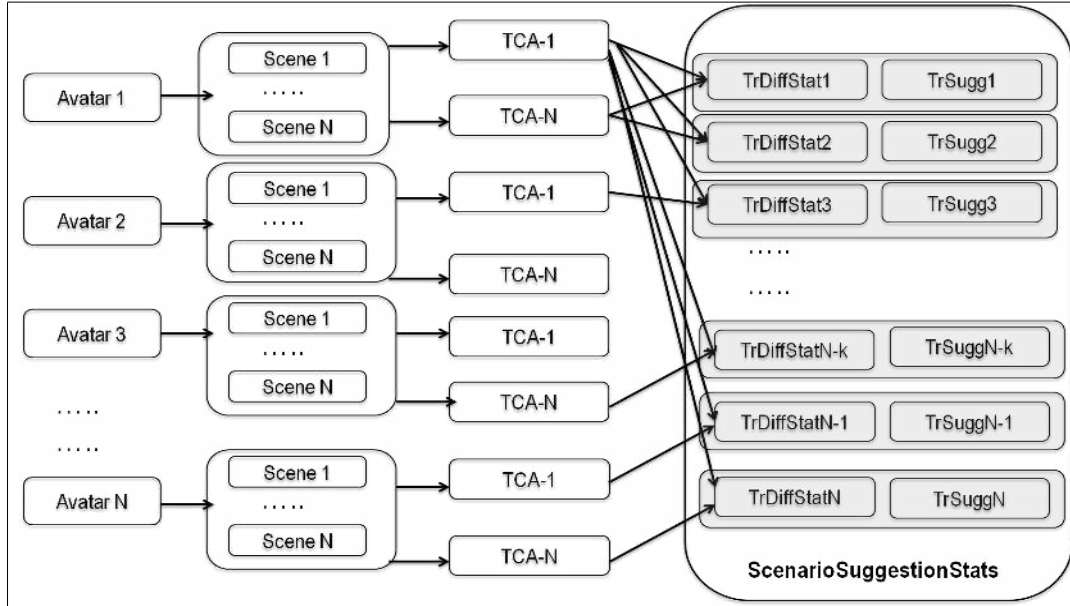 Avatar 1
Scene 1
.....
Scene N
TCA-1
TCA-N
Avatar 2
Scene 1
.....
Scene N
TCA-1
TCA-N
Avatar 3
Scene 1
.....
Scene N
TCA-1
TCA-N
.....
.....
Avatar N
Scene 1
.....
Scene N
TCA-1
TCA-N
TrDiffStat1
TrSugg1
TrDiffStat2
TrSugg2
TrDiffStat3
TrSugg3
.....
.....
TrDiffStatN-k
TrSuggN-k
TrDiffStatN-1
TrSuggN-1
TrDiffStatN
TrSuggN
ScenarioSuggestionStats